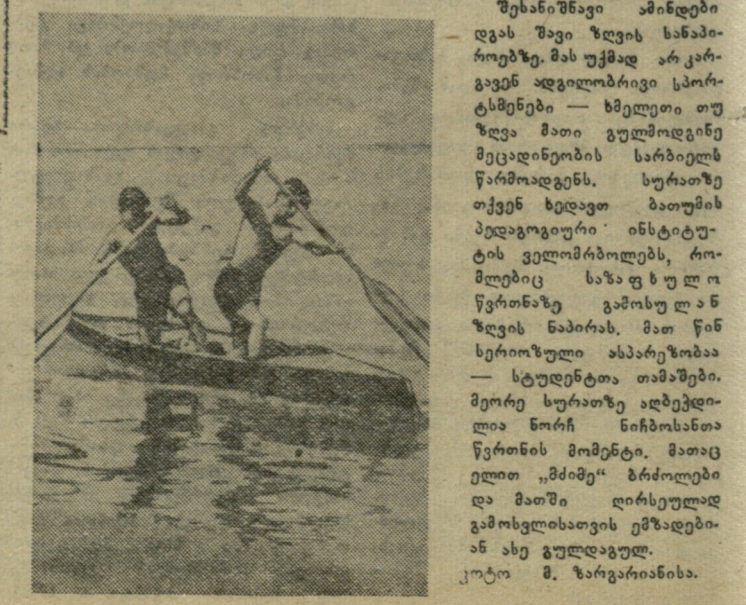 შესანიშნავი ამინდები
დგას შავი ზღვის სანაპი-
როებზე. მას უქმად არ კარ-
გავენ ადგილობრივი სპორ-
ტსმენები — ხმელეთი თუ
ზღვა მათი გულმოდგინე
მეცადინეობის სარბიელს
წარმოადგენს. სურათზე
თქვენ ხედავთ ბათუმის
პედაგოგიური ინსტიტუ-
ტის ველომრბოლებს, რო-
მლებიც საზაფხულო
წვრთნაზე გამოსულან
ზღვის ნაპირას. მათ წინ
სერიოზული ასპარეზობაა
— სტუდენტთა თამაშები.
მეორე სურათზე აღბეჭდი-
ლია ნორჩ ნიჩბოსანთა
წვრთნის მომენტი. მათაც
ელით „მძიმე“ ბრძოლები
და მათში ღირსეულად
გამოსვლისათვის ემზადები-
ან ასე გულდაგულ.
ფოტო მ. ზარგარიანისა.